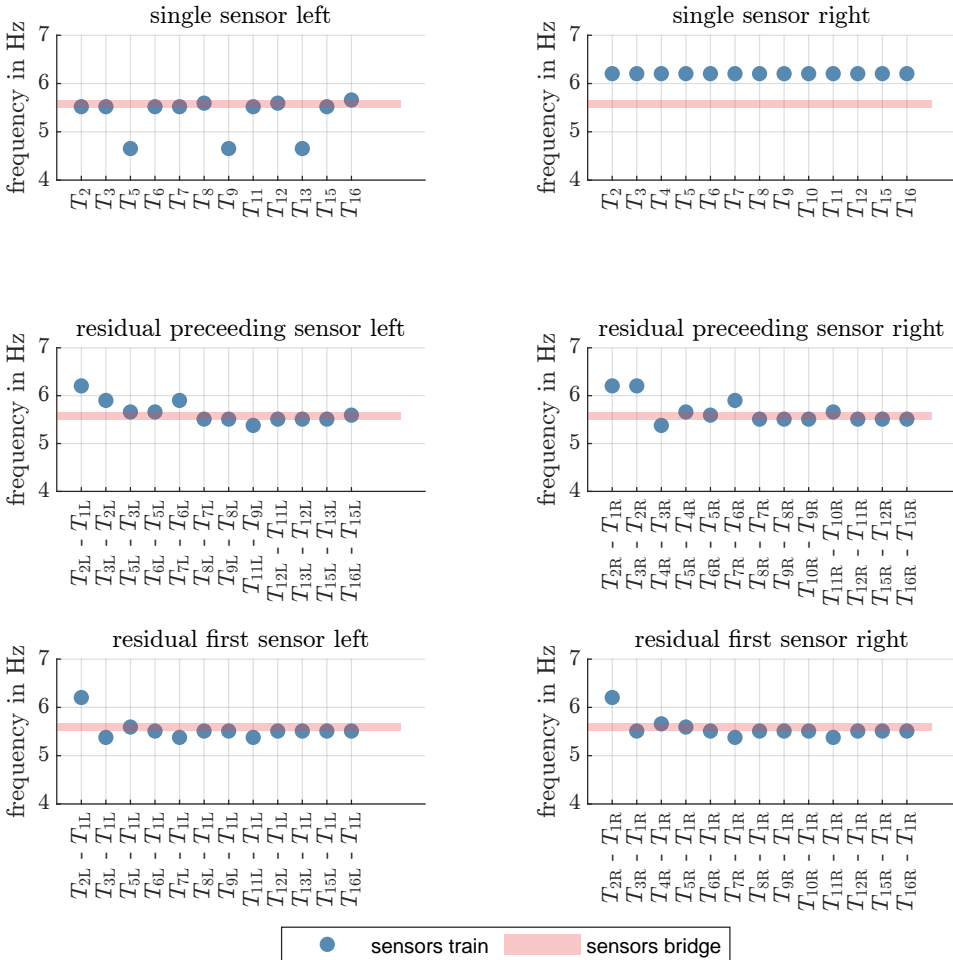 single sensor left
frequency in Hz
7
6
5
4
T2 T3 T5 T6 T7 T8 T9 T11 T12 T13 T15 T16
single sensor right
frequency in Hz
7
6
5
4
T2 T3 T4 T5 T6 T7 T8 T9 T10 T11 T12 T15 T16
residual preceeding sensor left
frequency in Hz
7
6
5
4
T2L - T1L
T3L - T2L
T5L - T3L
T6L - T5L
T7L - T6L
T8L - T7L
T9L - T8L
T11L - T9L
T12L - T11L
T13L - T12L
T15L - T13L
T16L - T15L
residual preceeding sensor right
frequency in Hz
7
6
5
4
T2R - T1R
T3R - T2R
T4R - T3R
T5R - T4R
T6R - T5R
T7R - T6R
T8R - T7R
T9R - T8R
T10R - T9R
T11R - T10R
T12R - T11R
T15R - T12R
T16R - T15R
residual first sensor left
frequency in Hz
7
6
5
4
T2L - T1L
T3L - T1L
T5L - T1L
T6L - T1L
T7L - T1L
T8L - T1L
T9L - T1L
T11L - T1L
T12L - T1L
T13L - T1L
T15L - T1L
T16L - T1L
residual first sensor right
frequency in Hz
7
6
5
4
T2R - T1R
T3R - T1R
T4R - T1R
T5R - T1R
T6R - T1R
T7R - T1R
T8R - T1R
T9R - T1R
T10R - T1R
T11R - T1R
T12R - T1R
T15R - T1R
T16R - T1R
sensors train sensors bridge